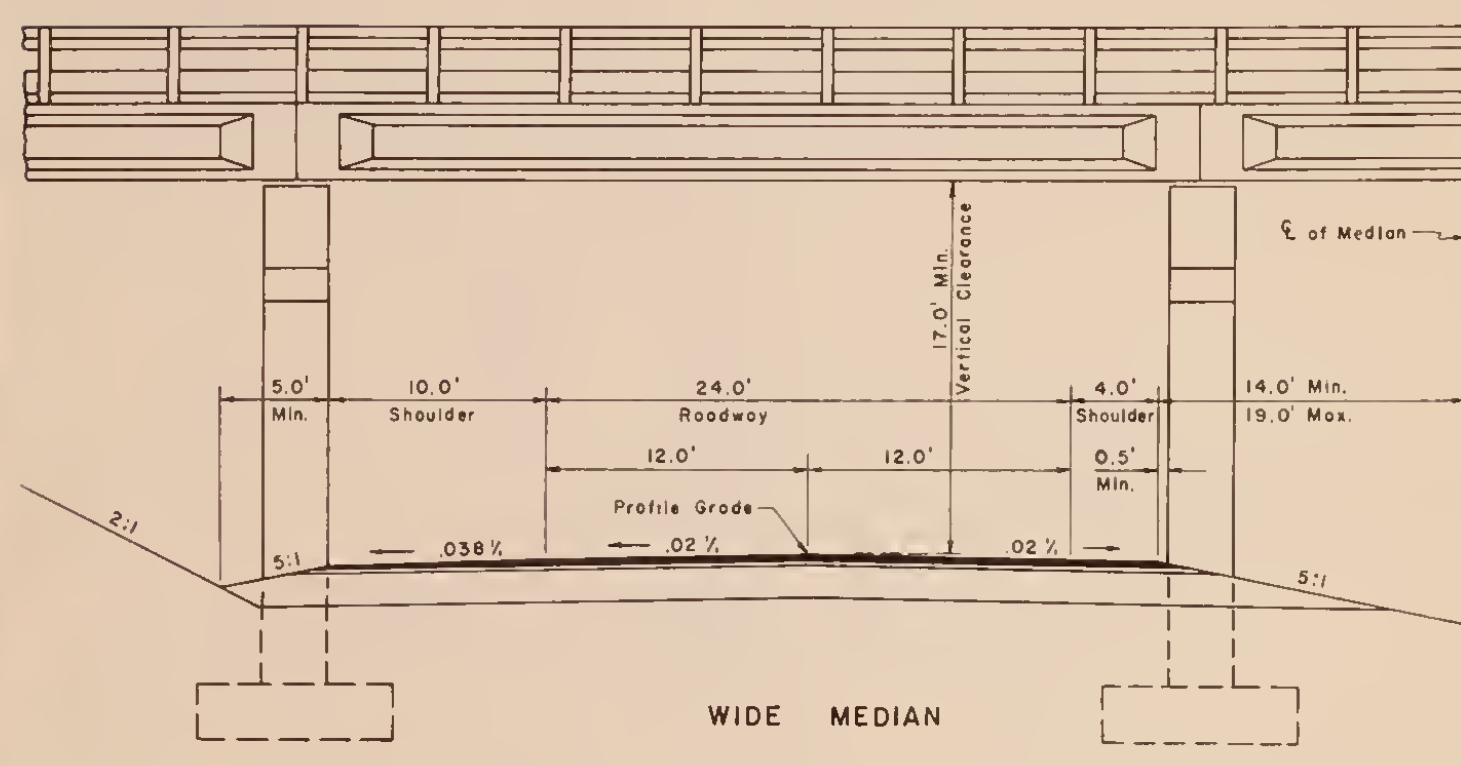 ℄ of Median
17.0' Min.
Vertical Clearance
5.0'
Min.
10.0'
Shoulder
24.0'
Roadway
4.0'
Shoulder
14.0' Min.
19.0' Max.
12.0'
12.0'
0.5'
Min.
Profile Grade
2:1
5:1
.038 '/'
.02 '/'
.02 '/'
5:1
WIDE MEDIAN